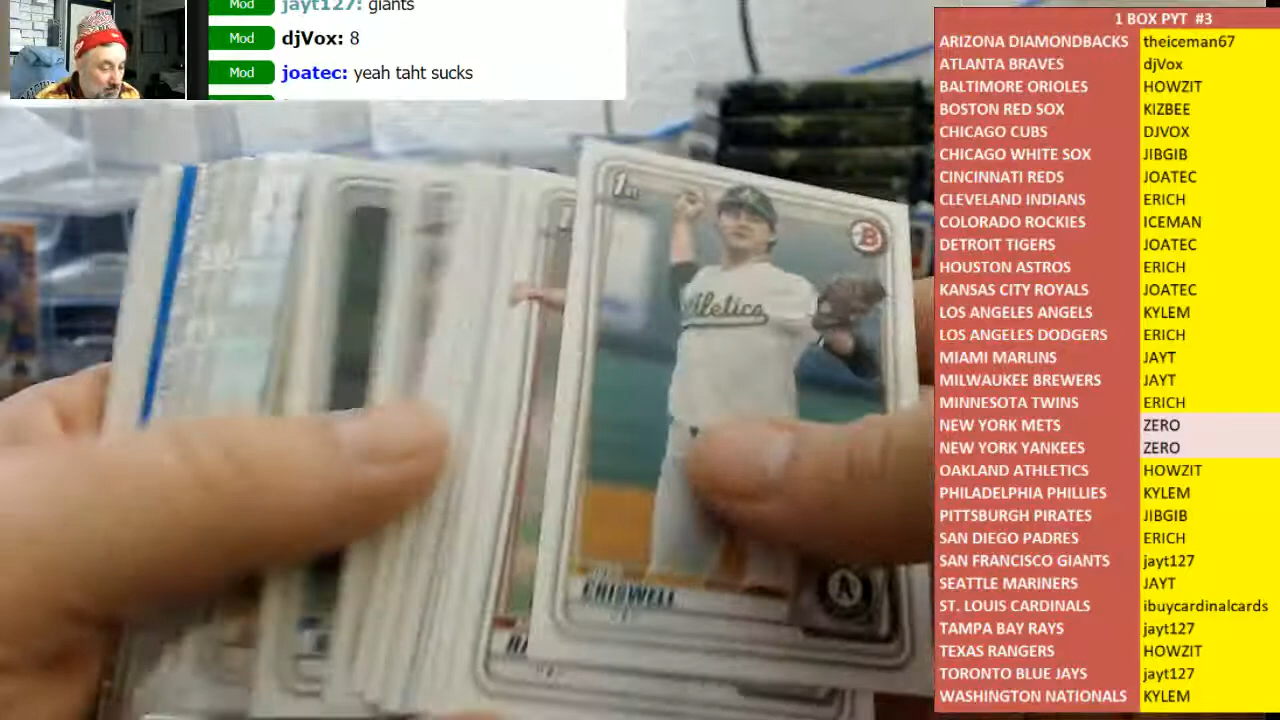 Mod jayt127: giants
Mod djVox: 8
Mod joatec: yeah taht sucks
1 BOX PYT #3
ARIZONA DIAMONDBACKS theiceman67
ATLANTA BRAVES djVox
BALTIMORE ORIOLES HOWZIT
BOSTON RED SOX KIZBEE
CHICAGO CUBS DJVOX
CHICAGO WHITE SOX JIBGIB
CINCINNATI REDS JOATEC
CLEVELAND INDIANS ERICH
COLORADO ROCKIES ICEMAN
DETROIT TIGERS JOATEC
HOUSTON ASTROS ERICH
KANSAS CITY ROYALS JOATEC
LOS ANGELES ANGELS KYLEM
LOS ANGELES DODGERS ERICH
MIAMI MARLINS JAYT
MILWAUKEE BREWERS JAYT
MINNESOTA TWINS ERICH
NEW YORK METS ZERO
NEW YORK YANKEES ZERO
OAKLAND ATHLETICS HOWZIT
PHILADELPHIA PHILLIES KYLEM
PITTSBURGH PIRATES JIBGIB
SAN DIEGO PADRES ERICH
SAN FRANCISCO GIANTS jayt127
SEATTLE MARINERS JAYT
ST. LOUIS CARDINALS ibuycardinalcards
TAMPA BAY RAYS jayt127
TEXAS RANGERS HOWZIT
TORONTO BLUE JAYS jayt127
WASHINGTON NATIONALS KYLEM
1st
B
Athletics
CRISWELL
A